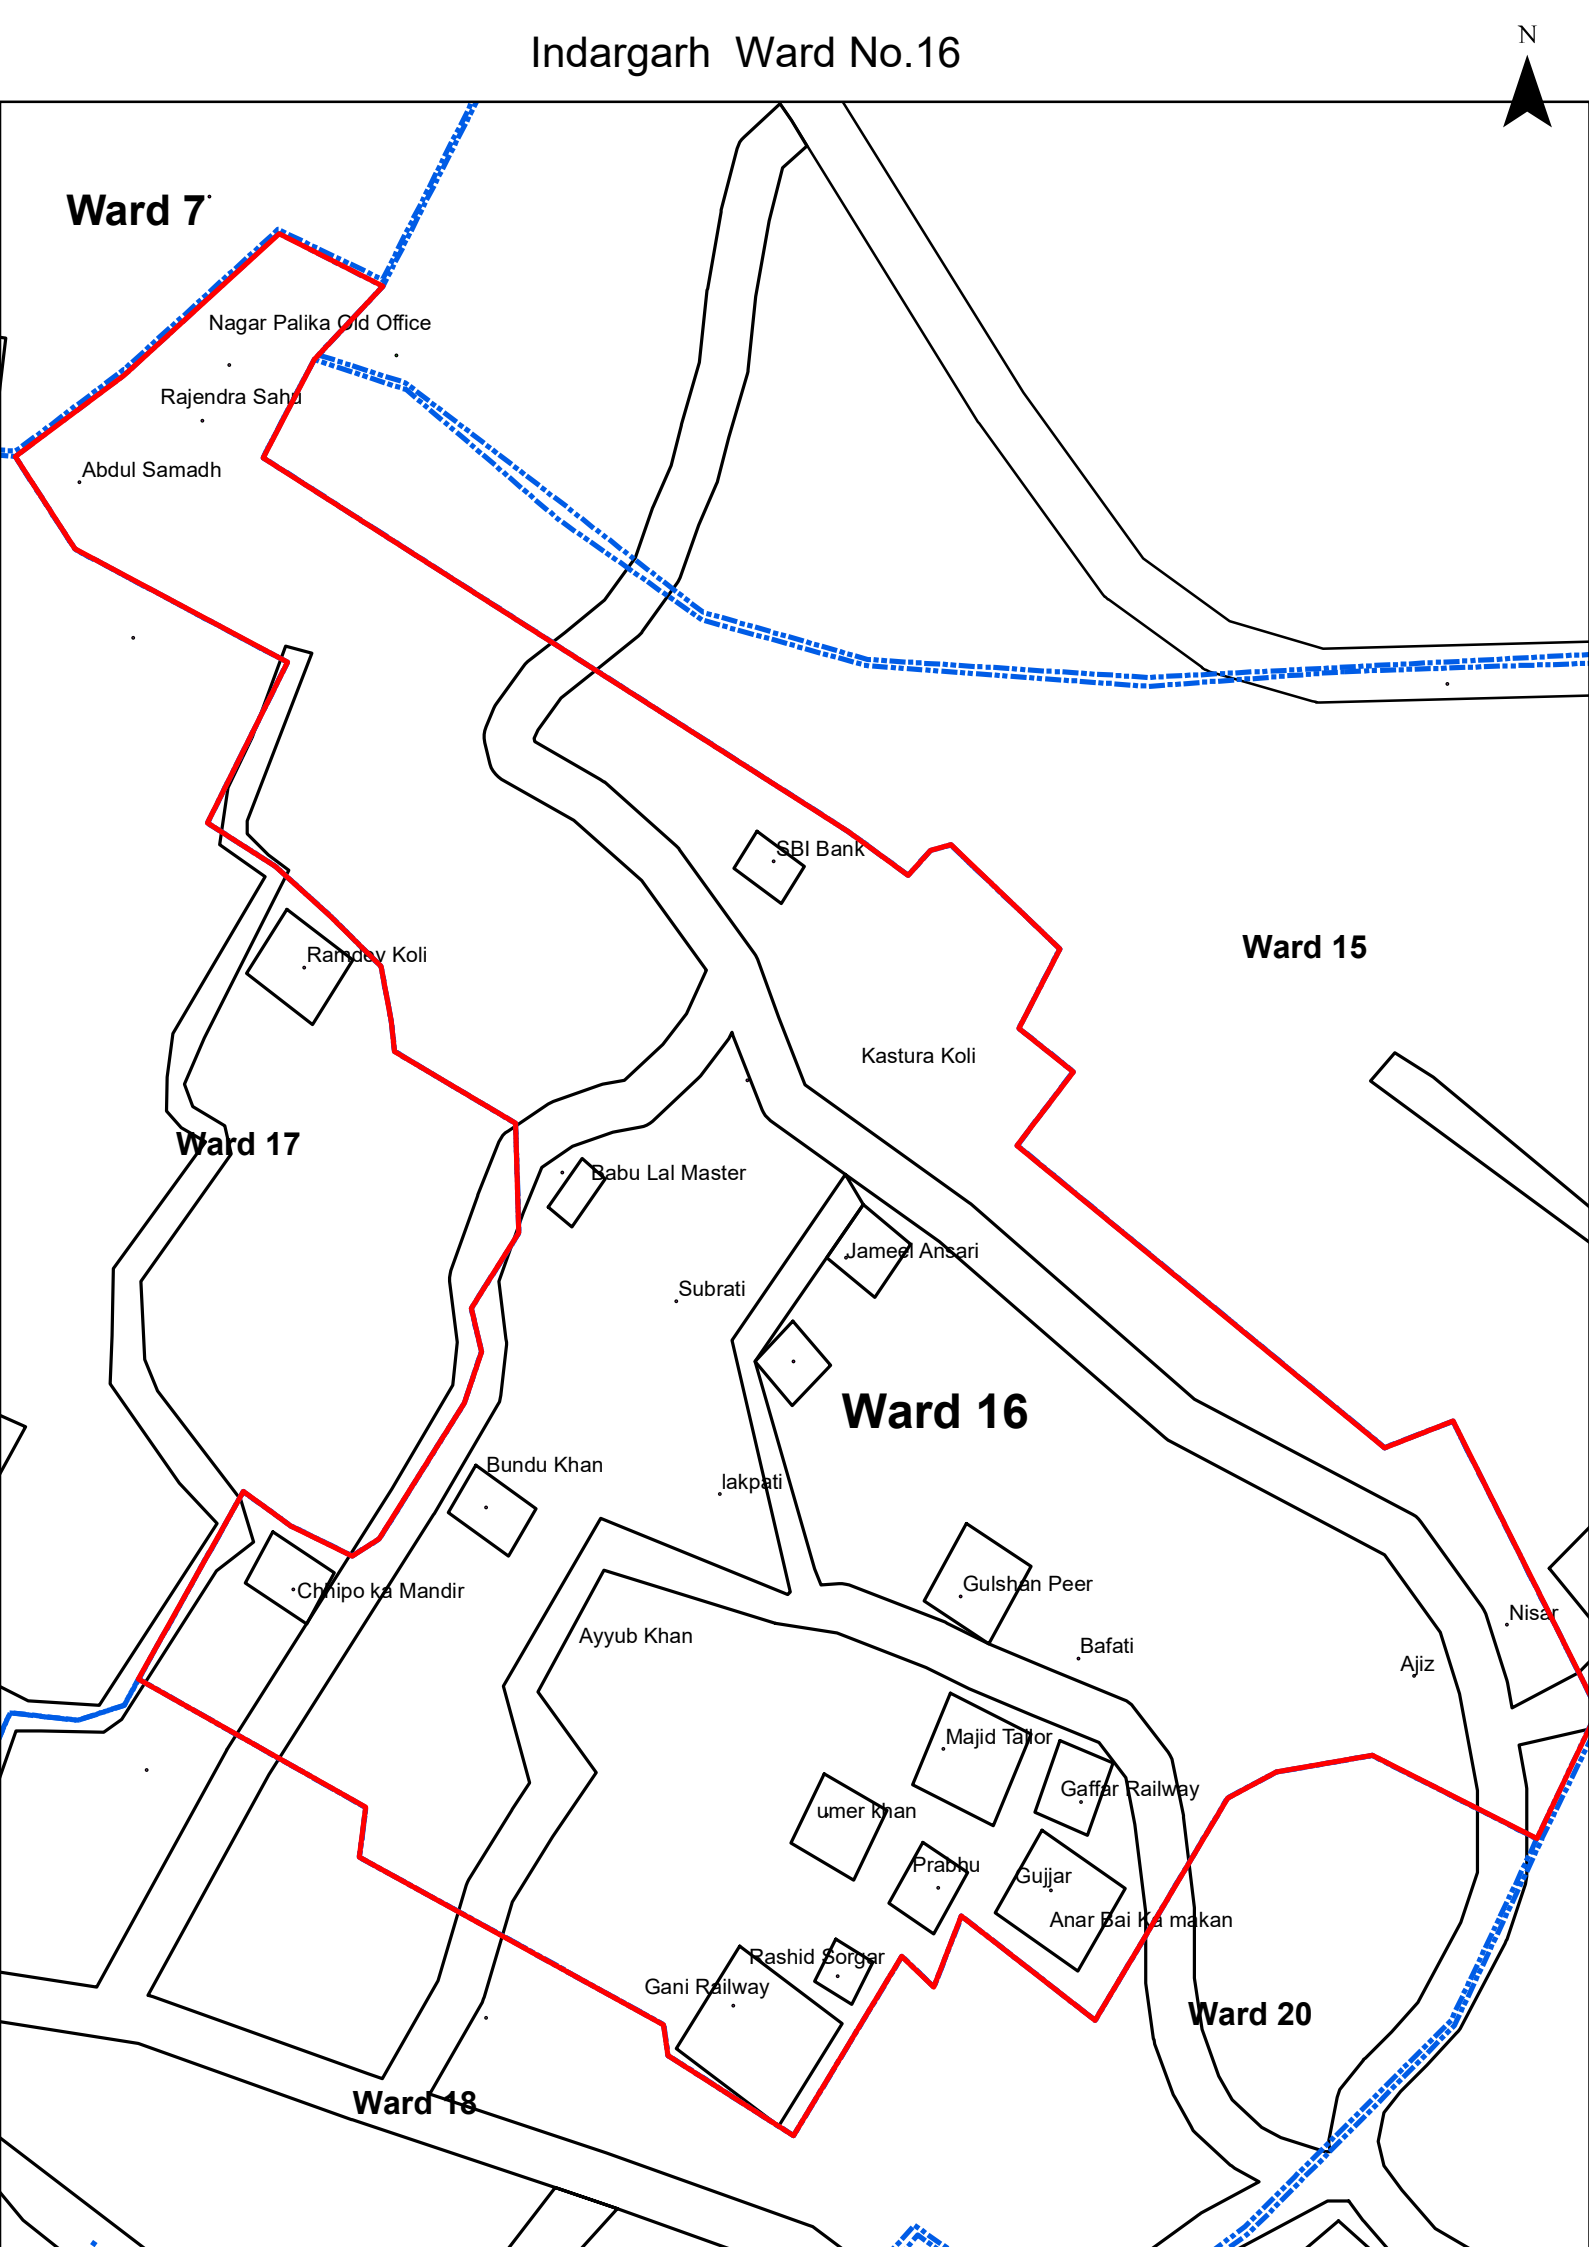 Indargarh  Ward No.16
N
Ward 7
Nagar Palika Old Office
Rajendra Sahu
Abdul Samadh
SBI Bank
Ward 15
Ramdev Koli
Kastura Koli
Ward 17
Babu Lal Master
Jameel Ansari
Subrati
Ward 16
Bundu Khan
lakpati
Gulshan Peer
Chhipo ka Mandir
Nisar
Ayyub Khan
Bafati
Ajiz
Majid Tailor
Gaffar Railway
umer khan
Prabhu
Gujjar
Anar Bai Ka makan
Rashid Sorgar
Gani Railway
Ward 20
Ward 18